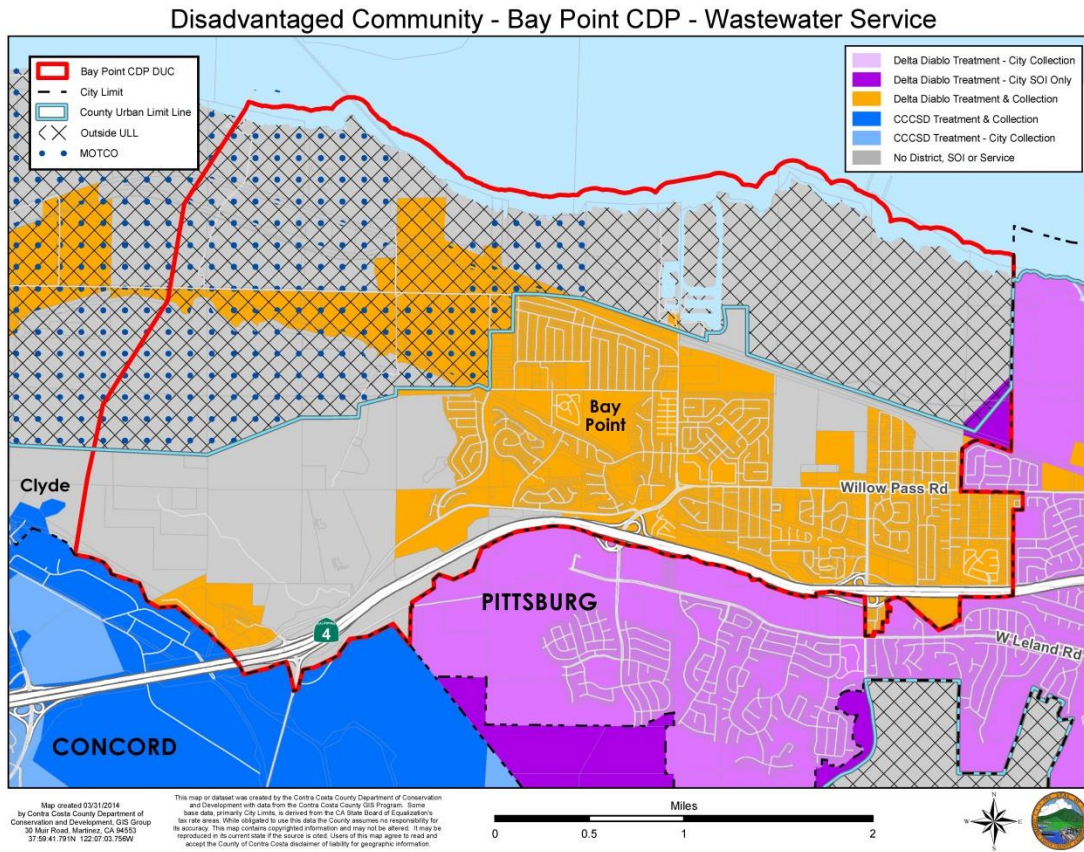 Disadvantaged Community - Bay Point CDP - Wastewater Service
Bay Point CDP DUC
City Limit
County Urban Limit Line
Outside ULL
MOTCO
Delta Diablo Treatment - City Collection
Delta Diablo Treatment - City SOI Only
Delta Diablo Treatment & Collection
CCCSD Treatment & Collection
CCCSD Treatment - City Collection
No District, SOI or Service
Bay
Point
Willow Pass Rd
Clyde
PITTSBURG
4
W Leland Rd
CONCORD
Map created 03/31/2014
by Contra Costa County Department of
Conservation and Development, GIS Group
30 Muir Road, Martinez, CA 94553
37:59:41.791N 122:07:03.756W
This map or dataset was created by the Contra Costa County Department of Conservation
and Development with data from the Contra Costa County GIS Program. Some
base data, primarily City Limits, is derived from the CA State Board of Equalization's
tax rate areas. While obligated to use this data the County assumes no responsibility for
its accuracy. This map contains copyrighted information and may not be altered. It may be
reproduced in its current state if the source is cited. Users of this map agree to read and
accept the County of Contra Costa disclaimer of liability for geographic information.
Miles
0 0.5 1 2
N
W E
S